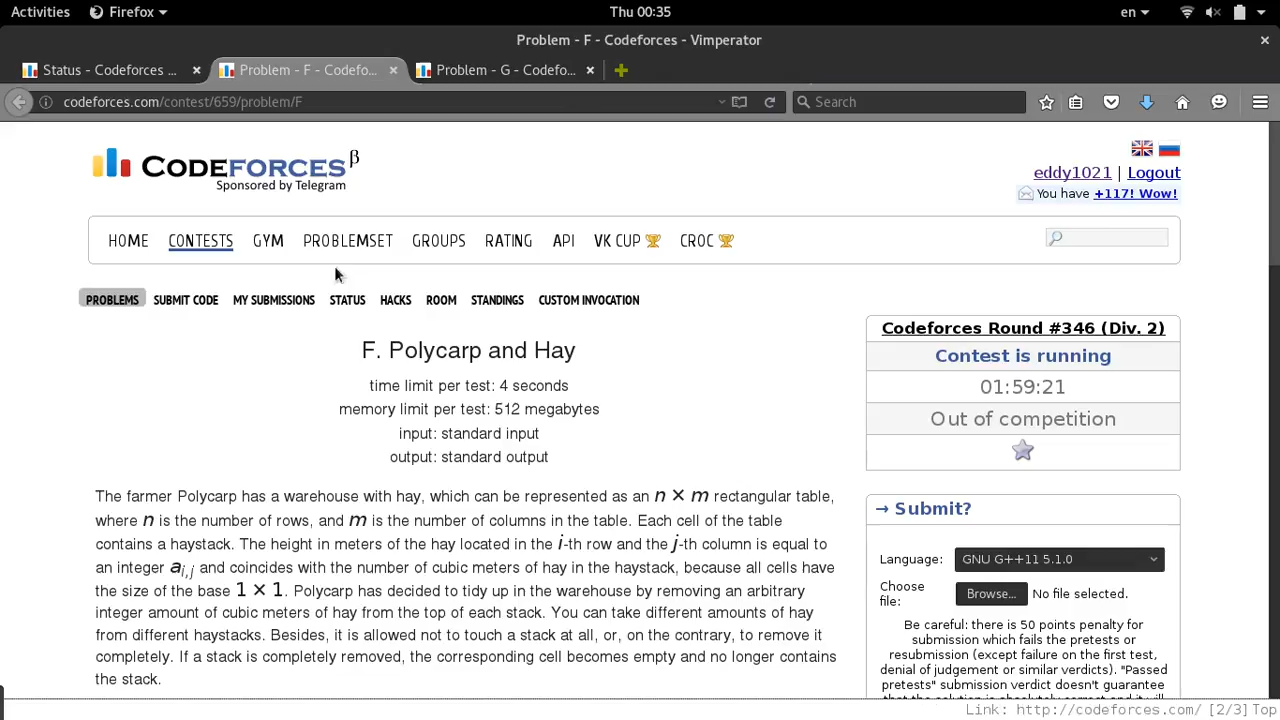 Activities Firefox Thu 00:35 en
Problem - F - Codeforces - Vimperator
Status - Codeforces ... Problem - F - Codefo... Problem - G - Codefo...
codeforces.com/contest/659/problem/F Search
CODEFORCES β
Sponsored by Telegram
eddy1021 | Logout
You have +117! Wow!
HOME CONTESTS GYM PROBLEMSET GROUPS RATING API VK CUP CROC
PROBLEMS SUBMIT CODE MY SUBMISSIONS STATUS HACKS ROOM STANDINGS CUSTOM INVOCATION
F. Polycarp and Hay
time limit per test: 4 seconds
memory limit per test: 512 megabytes
input: standard input
output: standard output
The farmer Polycarp has a warehouse with hay, which can be represented as an n × m rectangular table,
where n is the number of rows, and m is the number of columns in the table. Each cell of the table
contains a haystack. The height in meters of the hay located in the i-th row and the j-th column is equal to
an integer ai,j and coincides with the number of cubic meters of hay in the haystack, because all cells have
the size of the base 1 × 1. Polycarp has decided to tidy up in the warehouse by removing an arbitrary
integer amount of cubic meters of hay from the top of each stack. You can take different amounts of hay
from different haystacks. Besides, it is allowed not to touch a stack at all, or, on the contrary, to remove it
completely. If a stack is completely removed, the corresponding cell becomes empty and no longer contains
the stack.
Codeforces Round #346 (Div. 2)
Contest is running
01:59:21
Out of competition
→ Submit?
Language: GNU G++11 5.1.0
Choose
file: Browse... No file selected.
Be careful: there is 50 points penalty for
submission which fails the pretests or
resubmission (except failure on the first test,
denial of judgement or similar verdicts). "Passed
pretests" submission verdict doesn't guarantee
Link: http://codeforces.com/ [2/3] Top